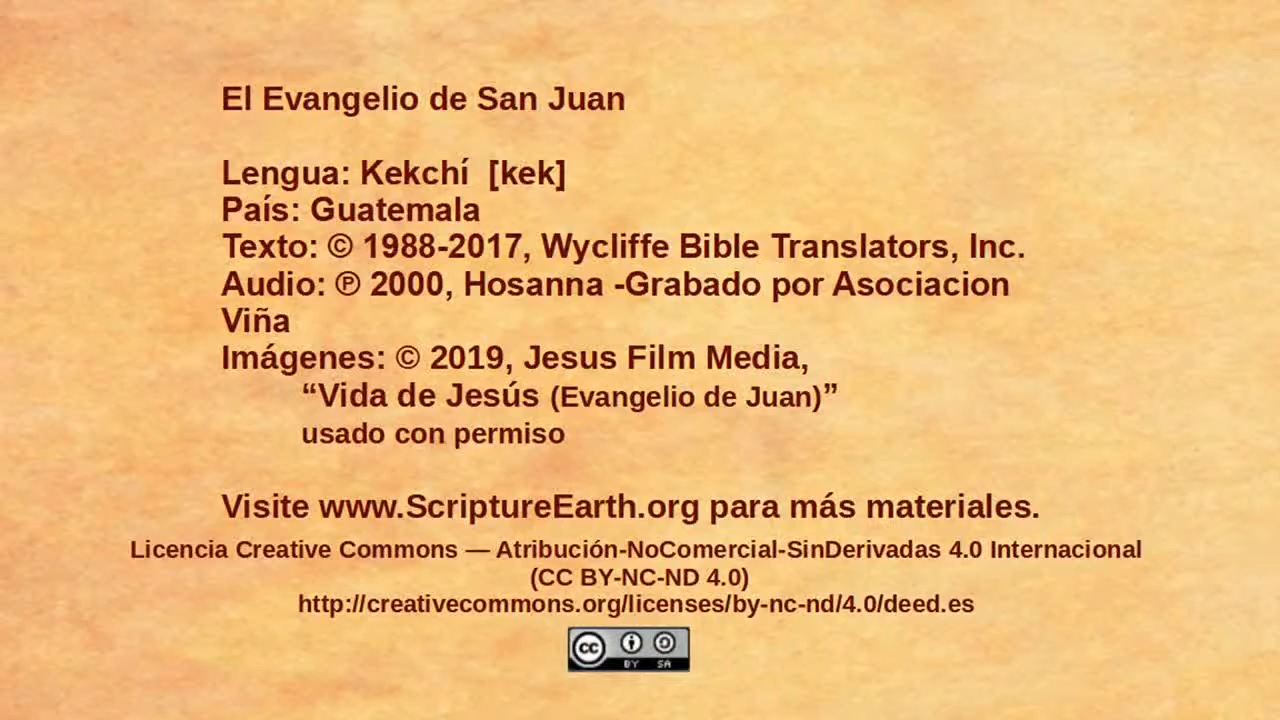 El Evangelio de San Juan
Lengua: Kekchí  [kek]
País: Guatemala
Texto: © 1988-2017, Wycliffe Bible Translators, Inc.
Audio: ℗ 2000, Hosanna -Grabado por Asociacion
Viña
Imágenes: © 2019, Jesus Film Media,
“Vida de Jesús (Evangelio de Juan)”
usado con permiso
Visite www.ScriptureEarth.org para más materiales.
Licencia Creative Commons — Atribución-NoComercial-SinDerivadas 4.0 Internacional
(CC BY-NC-ND 4.0)
http://creativecommons.org/licenses/by-nc-nd/4.0/deed.es
cc
BY SA